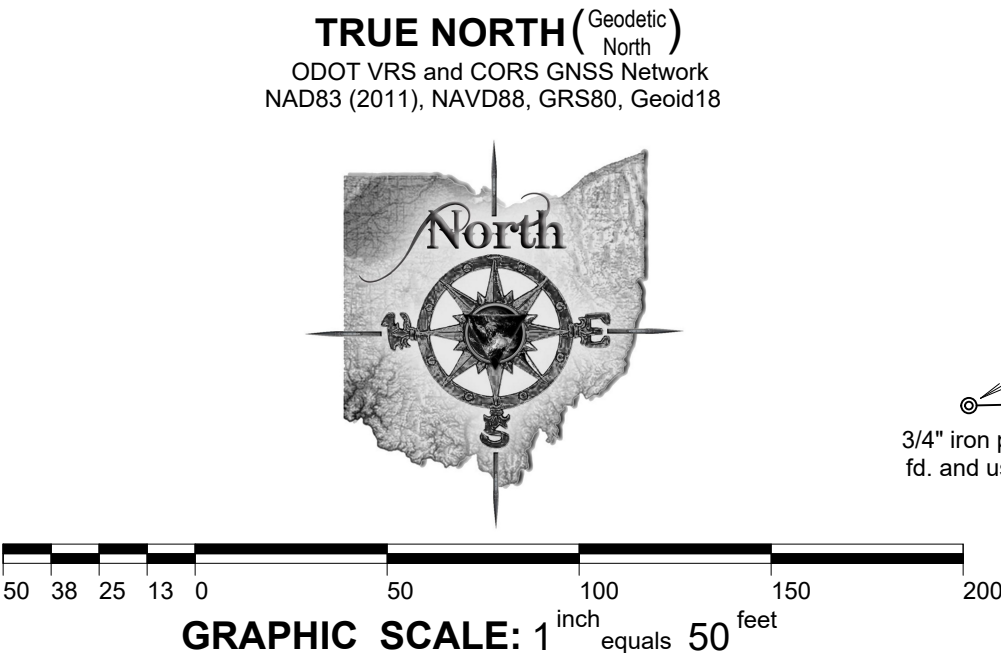 TRUE NORTH (Geodetic North)
ODOT VRS and CORS GNSS Network
NAD83 (2011), NAVD88, GRS80, Geoid18
North
E
S
3/4" iron
fd. and
50 38 25 13 0 50 100 150 200
GRAPHIC SCALE: 1 inch equals 50 feet